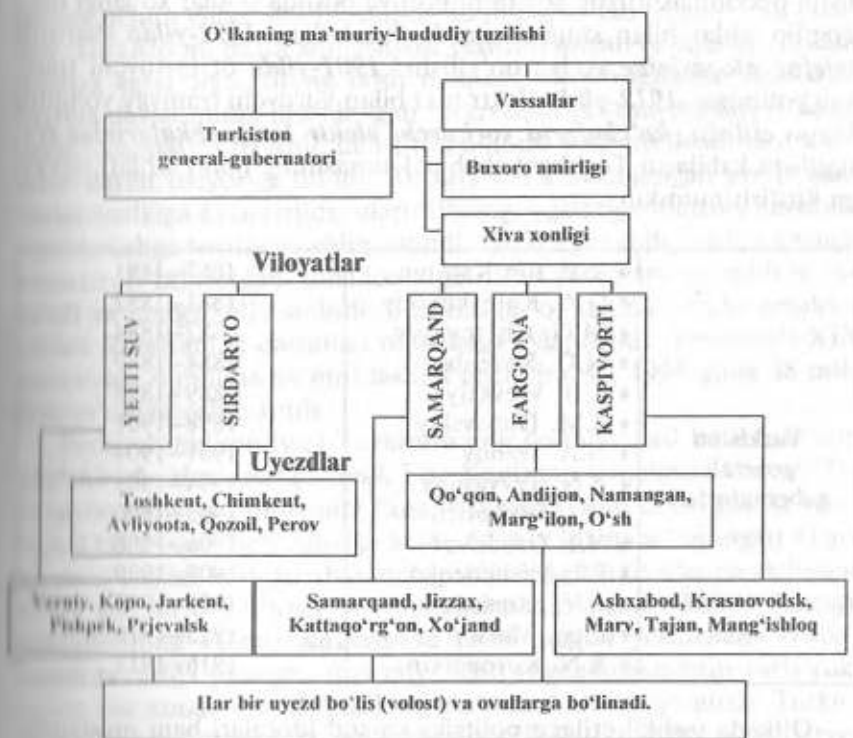 O'lkaning ma'muriy-hududiy tuzilishi
Vassallar
Turkiston
general-gubernatori
Buxoro amirligi
Xiva xonligi
Viloyatlar
YETTI SUV
SIRDARYO
SAMARQAND
FARG'ONA
KASPIYORTI
Uyezdlar
Toshkent, Chimkent,
Avliyoota, Qozoil, Perov
Qo'qon, Andijon, Namangan,
Marg'ilon, O'sh
Verniy, Kopo, Jarkent,
Pishpek, Prjevalsk
Samarqand, Jizzax,
Kattaqo'rg'on, Xo'jand
Ashxabod, Krasnovodsk,
Marv, Tajan, Mang'ishloq
Har bir uyezd bo'lis (volost) va ovullarga bo'linadi.